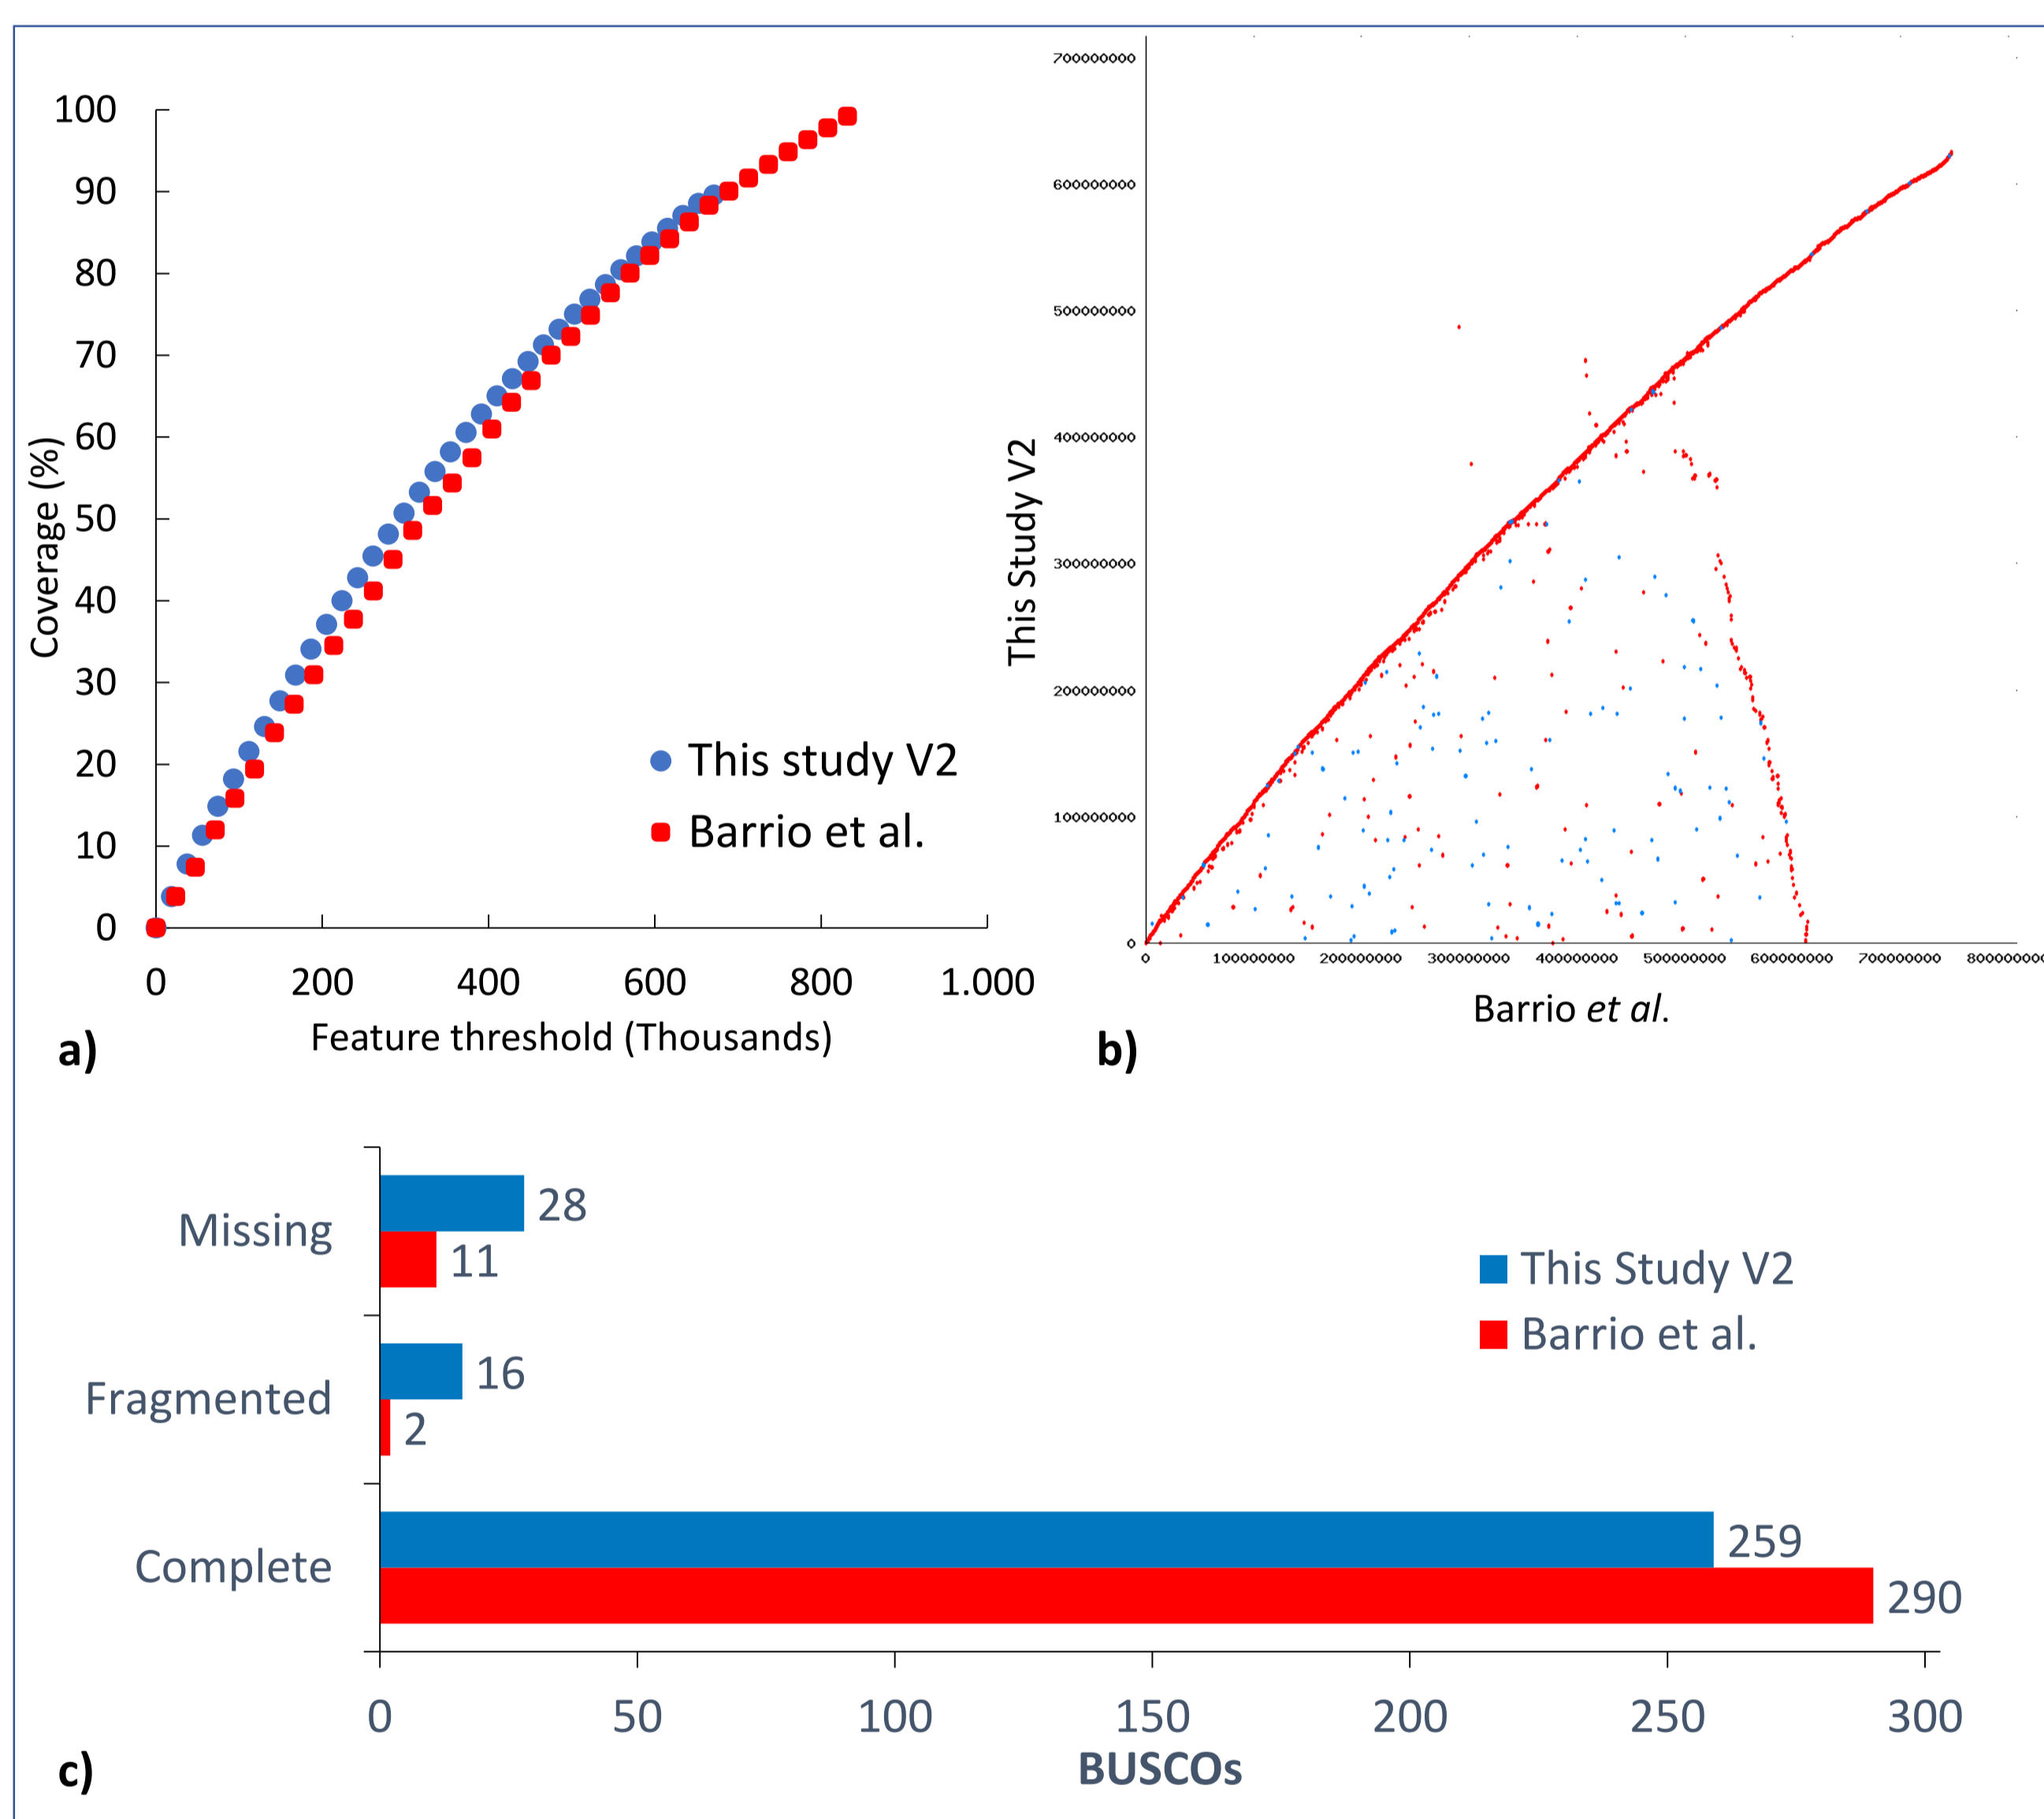 100
90
80
70
60
50
40
30
20
10
0
Coverage (%)
This study V2
Barrio et al.
0 200 400 600 800 1.000
Feature threshold (Thousands)
a)
700000000
600000000
500000000
400000000
300000000
200000000
100000000
0
This Study V2
0 100000000 200000000 300000000 400000000 500000000 600000000 700000000 800000000
Barrio et al.
b)
Missing
28
11
Fragmented
16
2
Complete
259
290
This Study V2
Barrio et al.
0 50 100 150 200 250 300
BUSCOs
c)